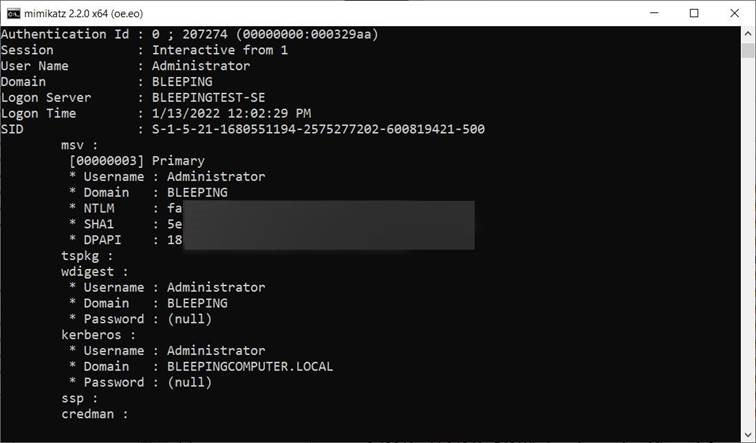 mimikatz 2.2.0 x64 (oe.eo)
Authentication Id : 0 ; 207274 (00000000:000329aa)
Session           : Interactive from 1
User Name         : Administrator
Domain            : BLEEPING
Logon Server      : BLEEPINGTEST-SE
Logon Time        : 1/13/2022 12:02:29 PM
SID               : S-1-5-21-1680551194-2575277202-600819421-500
        msv :
         [00000003] Primary
         * Username : Administrator
         * Domain   : BLEEPING
         * NTLM     : fa
         * SHA1     : 5e
         * DPAPI    : 18
        tspkg :
        wdigest :
         * Username : Administrator
         * Domain   : BLEEPING
         * Password : (null)
        kerberos :
         * Username : Administrator
         * Domain   : BLEEPINGCOMPUTER.LOCAL
         * Password : (null)
        ssp :
        credman :